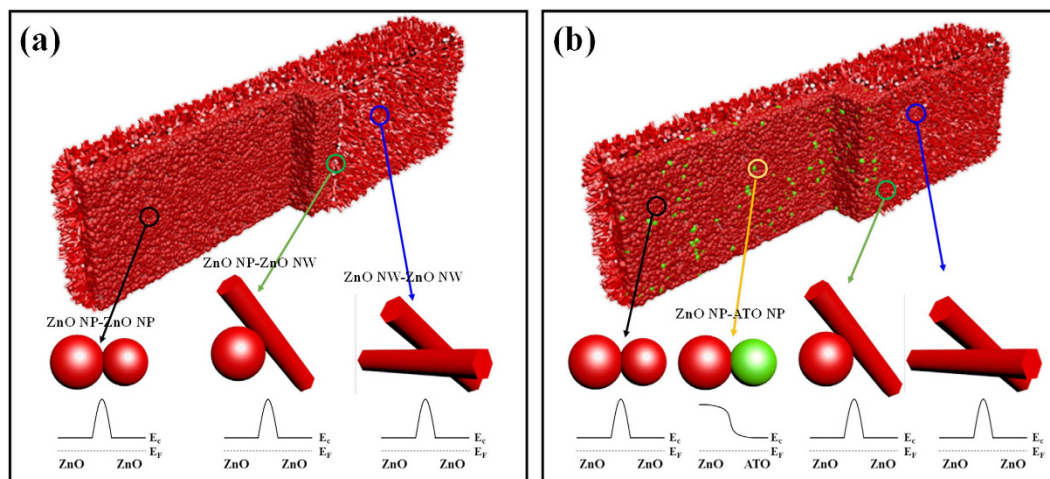 (a)
ZnO NP-ZnO NW
ZnO NW-ZnO NW
ZnO NP-ZnO NP
Ec
EF
ZnO ZnO
Ec
EF
ZnO ZnO
Ec
EF
ZnO ZnO
(b)
ZnO NP-ATO NP
Ec
EF
ZnO ZnO
Ec
EF
ZnO ATO
Ec
EF
ZnO ZnO
Ec
EF
ZnO ZnO